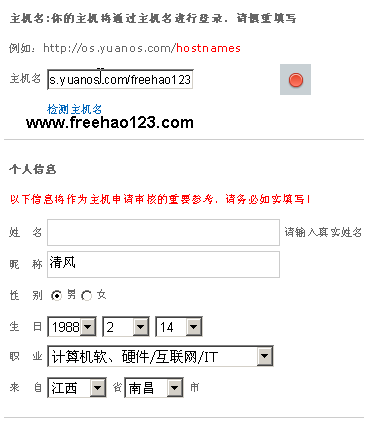 主机名:你的主机将通过主机名进行登录. 请慎重填写
例如: http://os.yuanos.com/hostnames
主机名 s.yuanos.com/freehao123
检测主机名
www.freehao123.com
个人信息
以下信息将作为主机申请审核的重要参考. 请务必如实填写!
姓 名 请输入真实姓名
昵 称 清风
性 别 男 女
生 日 1988 2 14
职 业 计算机软、硬件/互联网/IT
来 自 江西 省 南昌 市